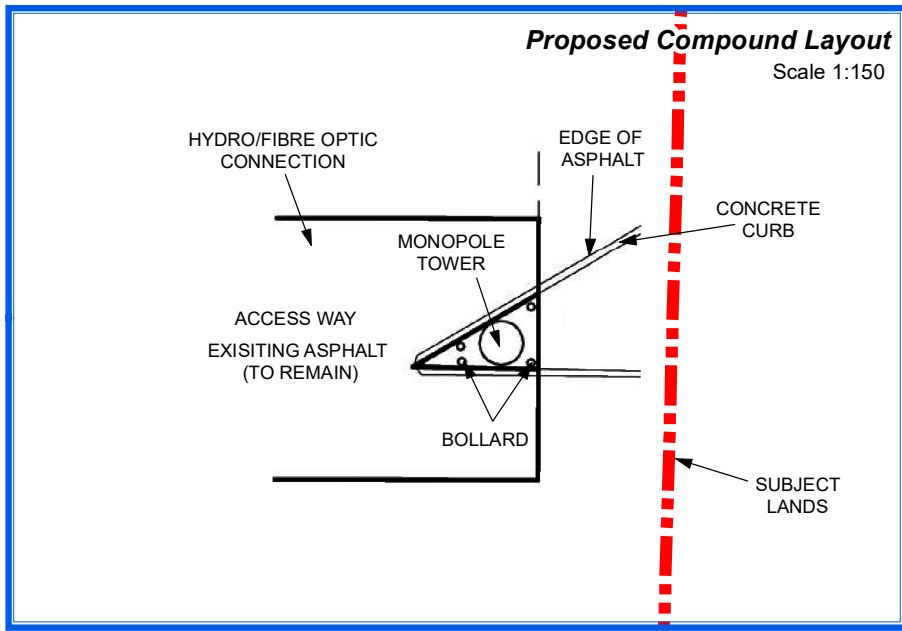 Proposed Compound Layout
Scale 1:150
HYDRO/FIBRE OPTIC
CONNECTION
EDGE OF
ASPHALT
CONCRETE
CURB
MONOPOLE
TOWER
ACCESS WAY
EXISITING ASPHALT
(TO REMAIN)
BOLLARD
SUBJECT
LANDS